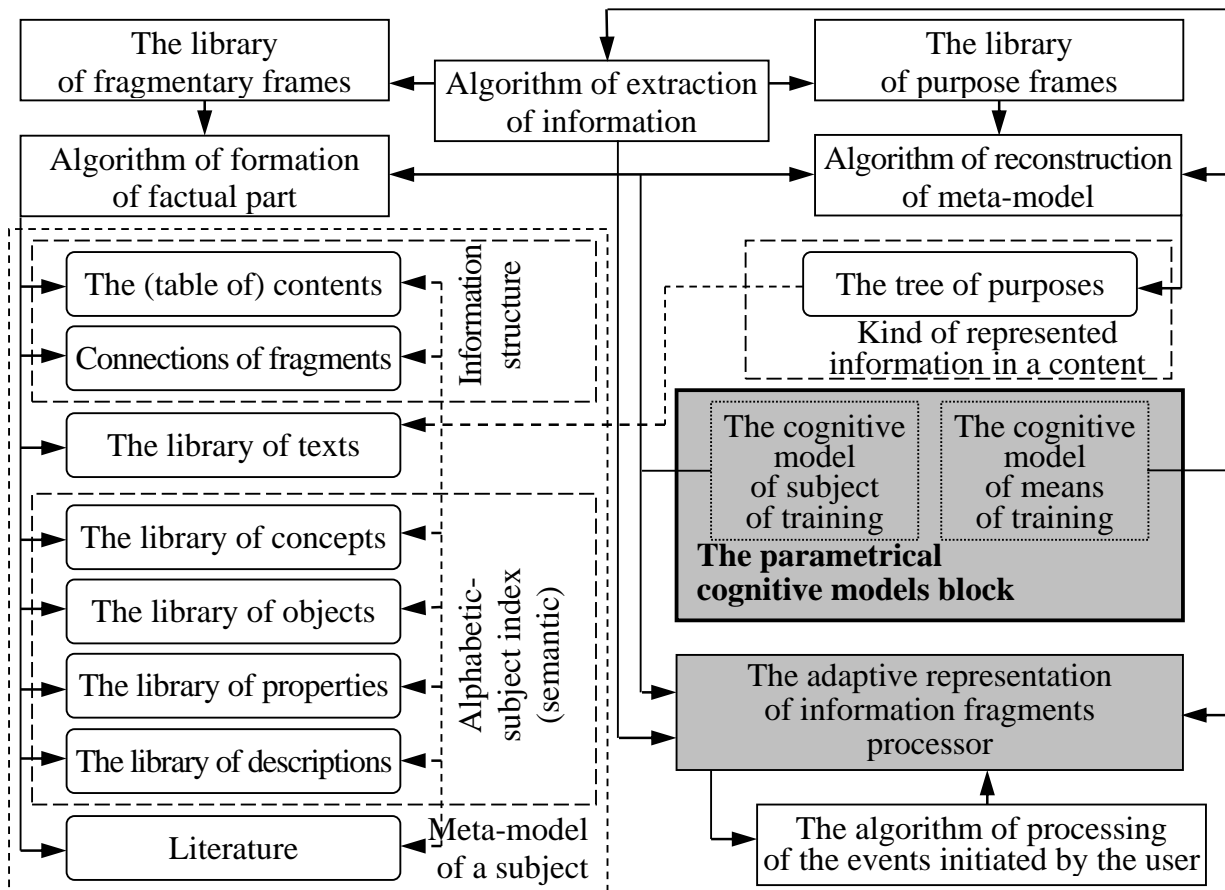 The library
of fragmentary frames
Algorithm of extraction
of information
The library
of purpose frames
Algorithm of formation
of factual part
Algorithm of reconstruction
of meta-model
The (table of) contents
Connections of fragments
Information
structure
The tree of purposes
Kind of represented
information in a content
The library of texts
The cognitive
model
of subject
of training
The cognitive
model
of means
of training
The parametrical
cognitive models block
The library of concepts
The library of objects
The library of properties
The library of descriptions
Alphabetic-
subject index
(semantic)
The adaptive representation
of information fragments
processor
Literature
Meta-model
of a subject
The algorithm of processing
of the events initiated by the user